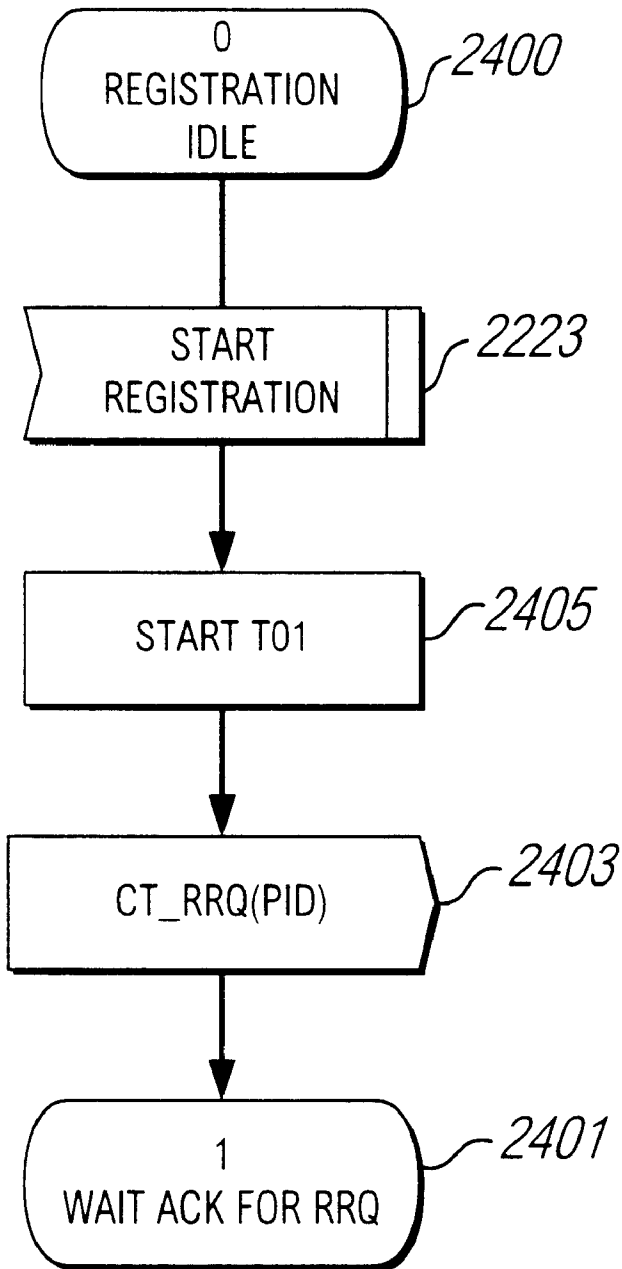 0
REGISTRATION
IDLE
2400
START
REGISTRATION
2223
START T01
2405
CT_RRQ(PID)
2403
1
WAIT ACK FOR RRQ
2401